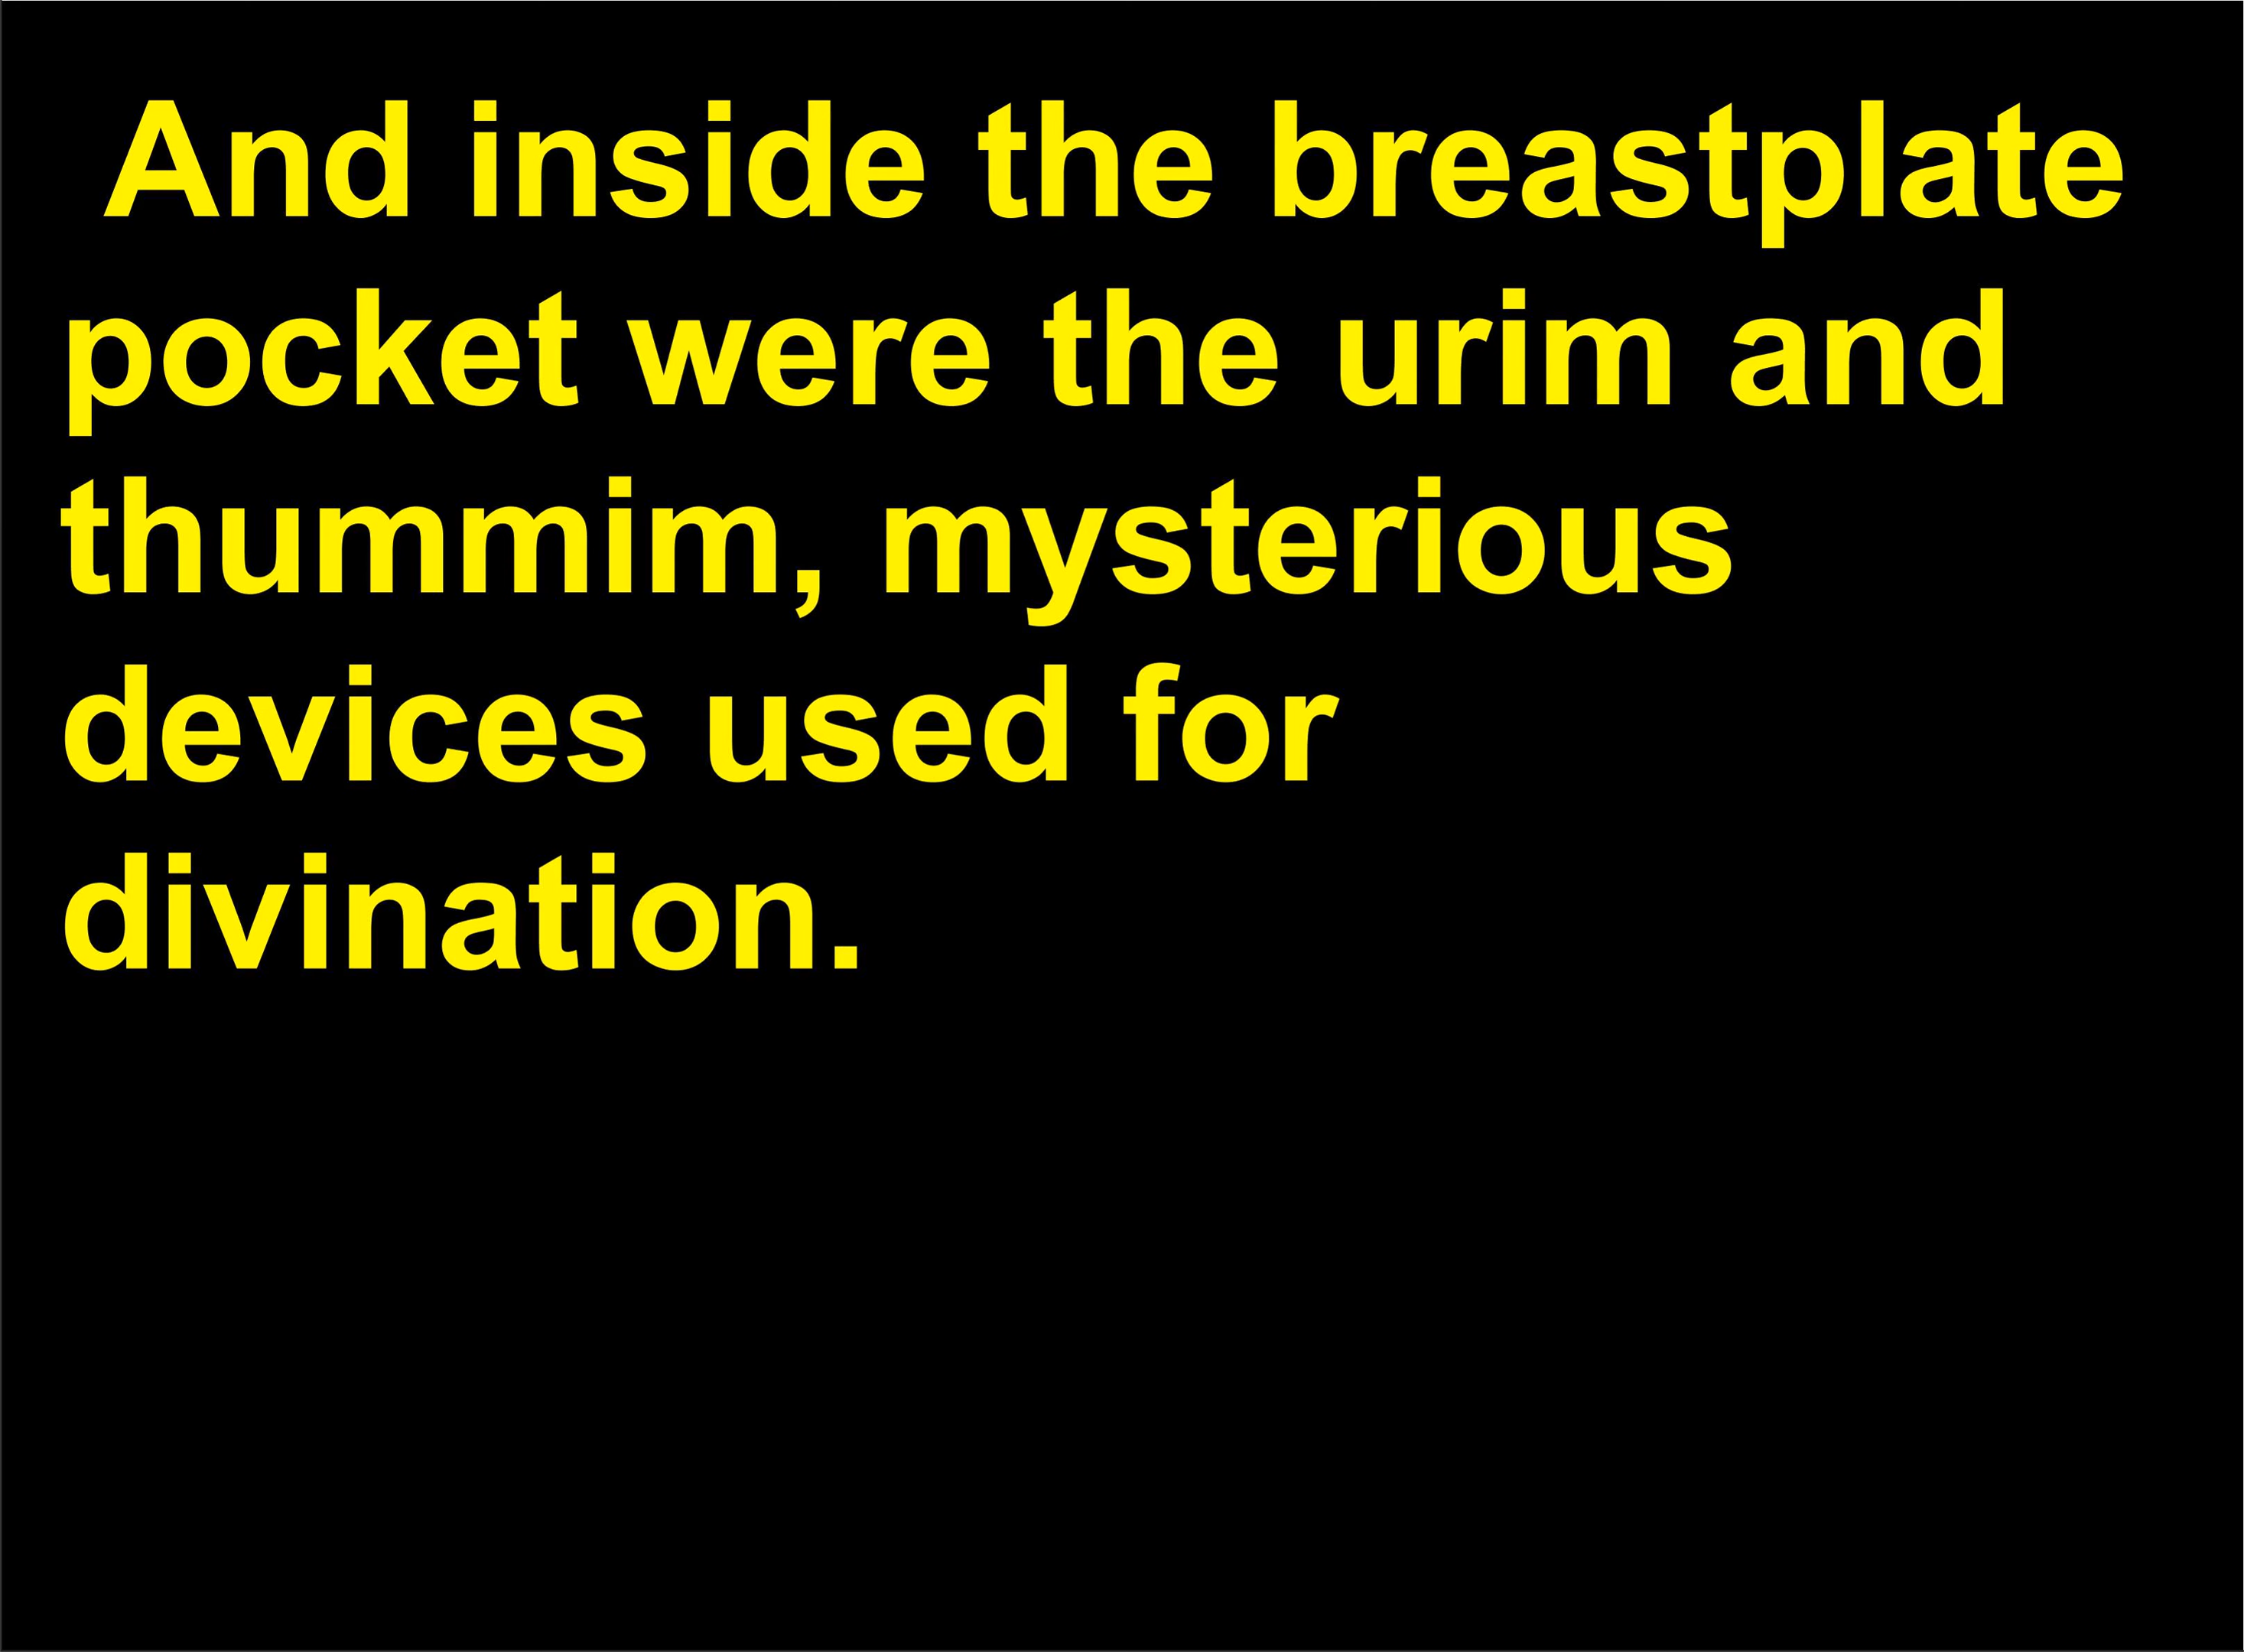 And inside the breastplate
pocket were the urim and
thummim, mysterious
devices used for
divination.